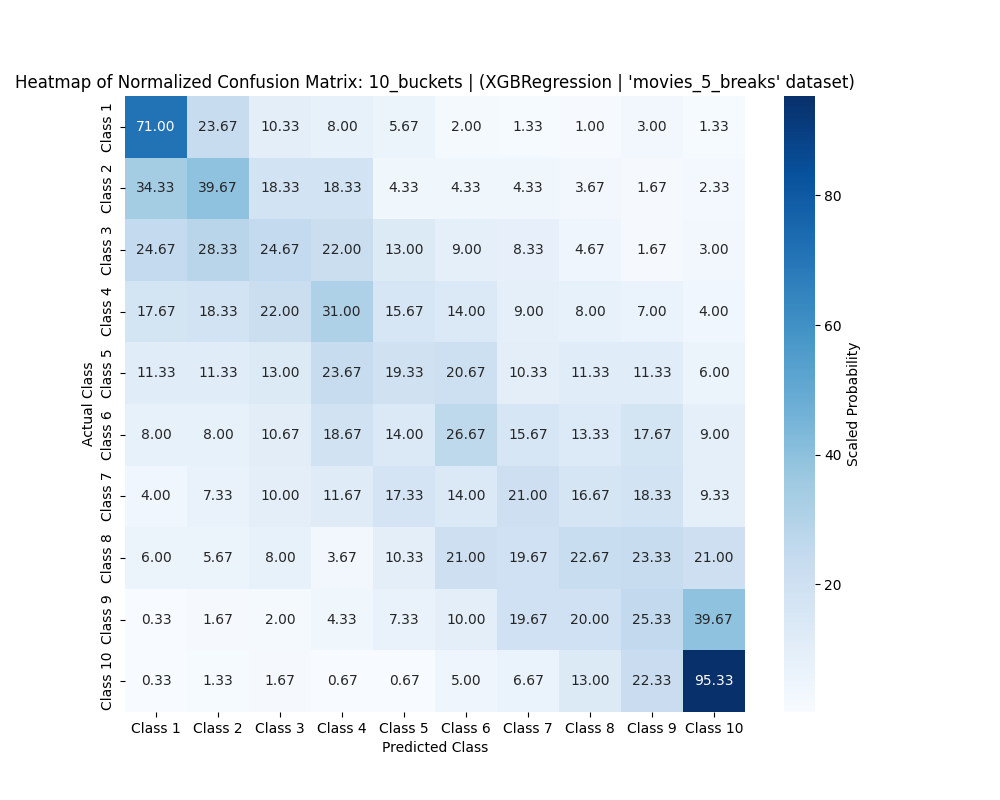 Heatmap of Normalized Confusion Matrix: 10_buckets | (XGBRegression | 'movies_5_breaks' dataset)
Class 1 71.00 23.67 10.33 8.00 5.67 2.00 1.33 1.00 3.00 1.33
Class 2 34.33 39.67 18.33 18.33 4.33 4.33 4.33 3.67 1.67 2.33
Class 3 24.67 28.33 24.67 22.00 13.00 9.00 8.33 4.67 1.67 3.00
Class 4 17.67 18.33 22.00 31.00 15.67 14.00 9.00 8.00 7.00 4.00
Class 5 11.33 11.33 13.00 23.67 19.33 20.67 10.33 11.33 11.33 6.00
Class 6 8.00 8.00 10.67 18.67 14.00 26.67 15.67 13.33 17.67 9.00
Class 7 4.00 7.33 10.00 11.67 17.33 14.00 21.00 16.67 18.33 9.33
Class 8 6.00 5.67 8.00 3.67 10.33 21.00 19.67 22.67 23.33 21.00
Class 9 0.33 1.67 2.00 4.33 7.33 10.00 19.67 20.00 25.33 39.67
Class 10 0.33 1.33 1.67 0.67 0.67 5.00 6.67 13.00 22.33 95.33
Class 1 Class 2 Class 3 Class 4 Class 5 Class 6 Class 7 Class 8 Class 9 Class 10
Predicted Class
Actual Class
80
60
40
20
Scaled Probability